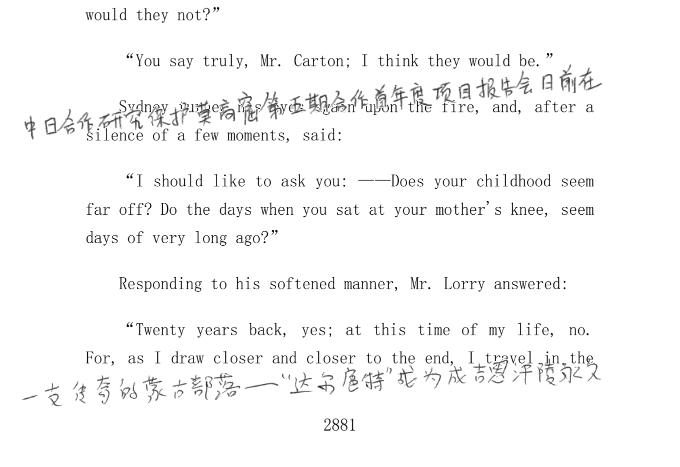 would they not?”
“You say truly, Mr. Carton; I think they would be.”
中日合作研究保护莫高窟第五期合作首年度项目报告会日前在
Sydney turned his eyes again upon the fire, and, after a
silence of a few moments, said:
“I should like to ask you: ——Does your childhood seem
far off? Do the days when you sat at your mother's knee, seem
days of very long ago?”
Responding to his softened manner, Mr. Lorry answered:
“Twenty years back, yes; at this time of my life, no.
For, as I draw closer and closer to the end, I travel in the
一支传奇的蒙古部落—“达尔扈特”成为成吉思汗陵永久
2881